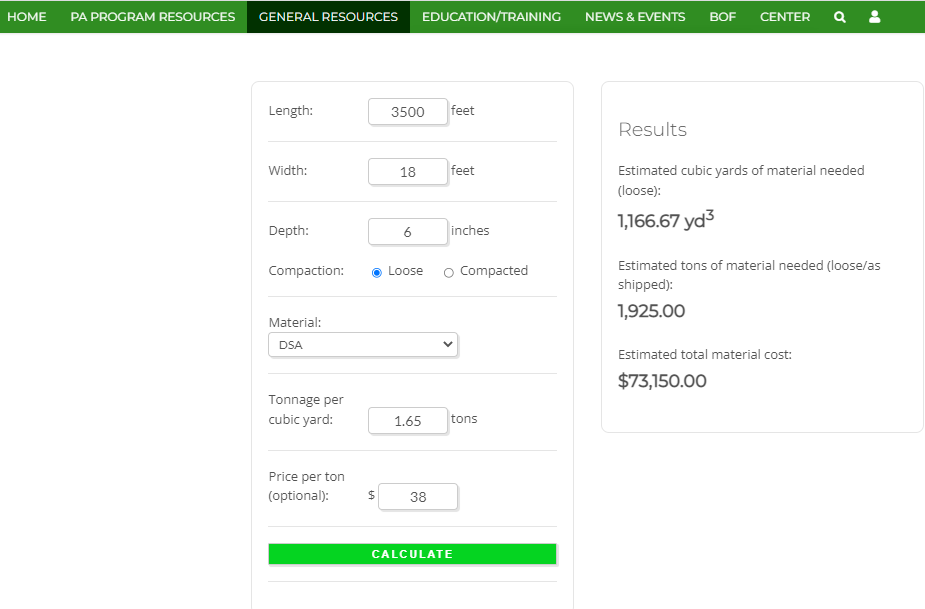 HOME PA PROGRAM RESOURCES GENERAL RESOURCES EDUCATION/TRAINING NEWS & EVENTS BOF CENTER
Length: 3500 feet
Width: 18 feet
Depth: 6 inches
Compaction: Loose Compacted
Material:
DSA
Tonnage per
cubic yard: 1.65 tons
Price per ton
(optional): $ 38
CALCULATE
Results
Estimated cubic yards of material needed
(loose):
1,166.67 yd³
Estimated tons of material needed (loose/as
shipped):
1,925.00
Estimated total material cost:
$73,150.00